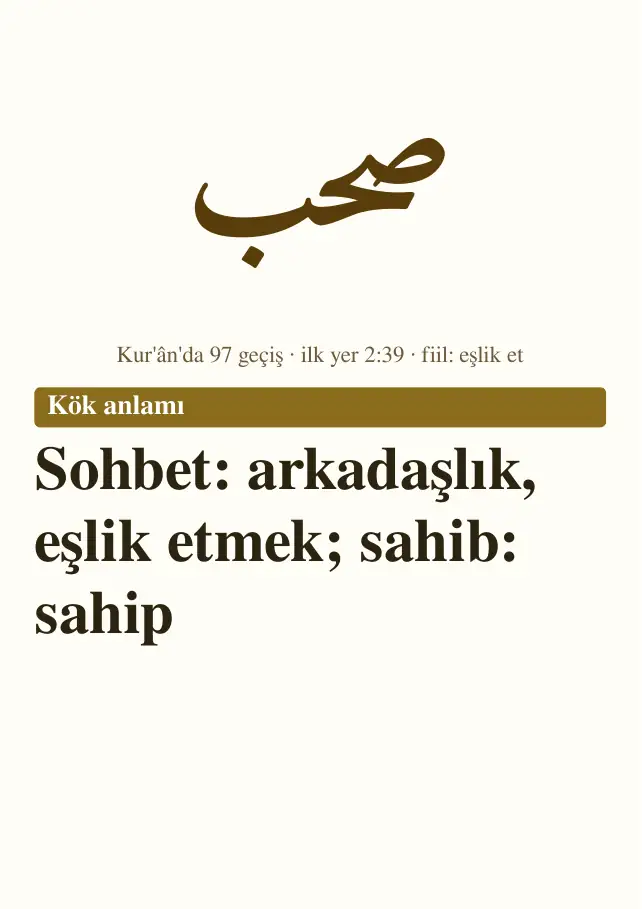 صحب
Kur'ân'da 97 geçiş · ilk yer 2:39 · fiil: eşlik et
Kök anlamı
Sohbet: arkadaşlık,
eşlik etmek; sahib:
sahip